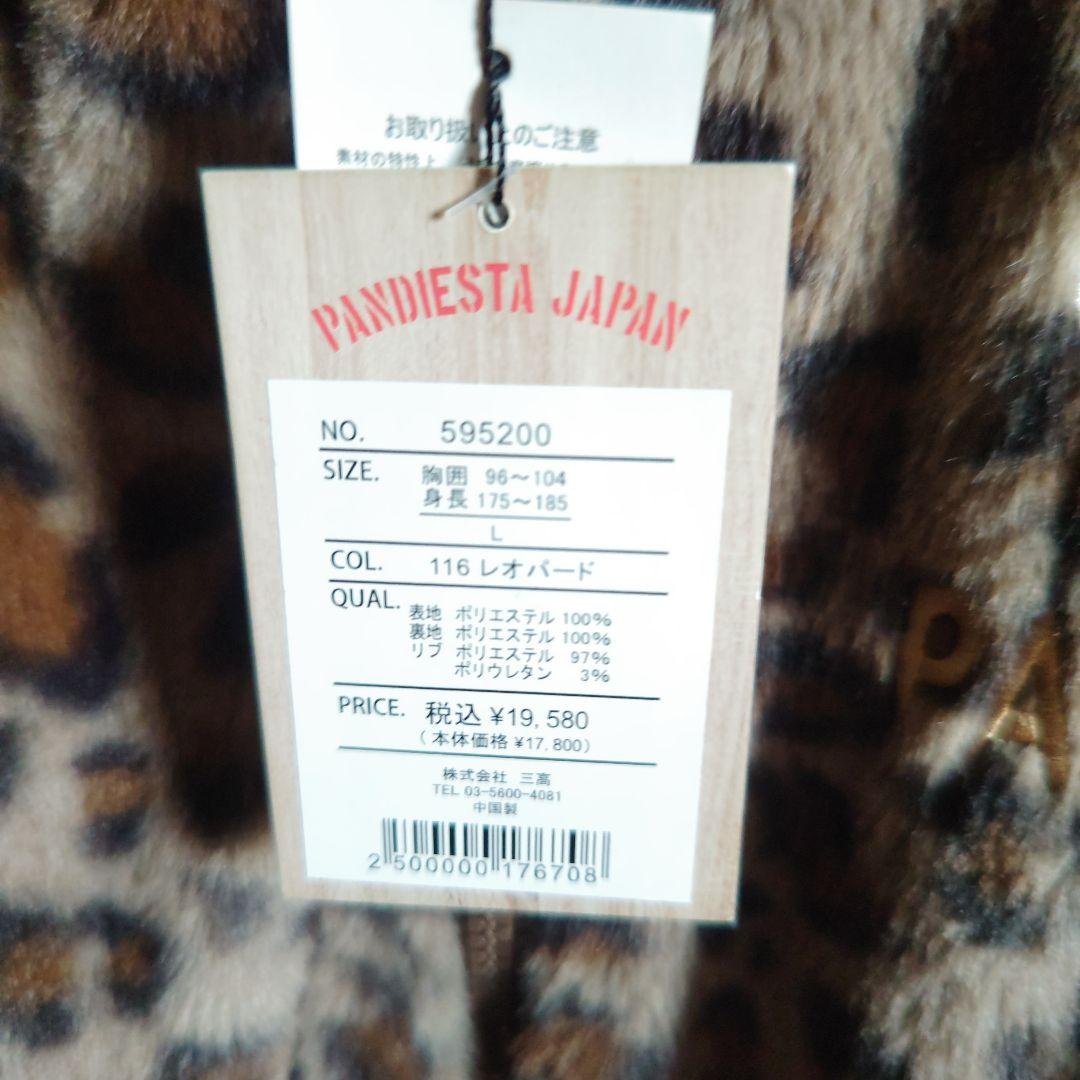 お取り扱い上のご注意
素材の特性上
PANDIESTA JAPAN
NO. 595200
SIZE. 胸囲 96～104
身長 175～185
L
COL. 116 レオパード
QUAL. 表地 ポリエステル 100%
裏地 ポリエステル 100%
リブ ポリエステル 97%
ポリウレタン 3%
PRICE. 税込 ¥19,580
(本体価格 ¥17,800)
株式会社 三高
TEL 03-5600-4081
中国製
2 500000 176708
PA